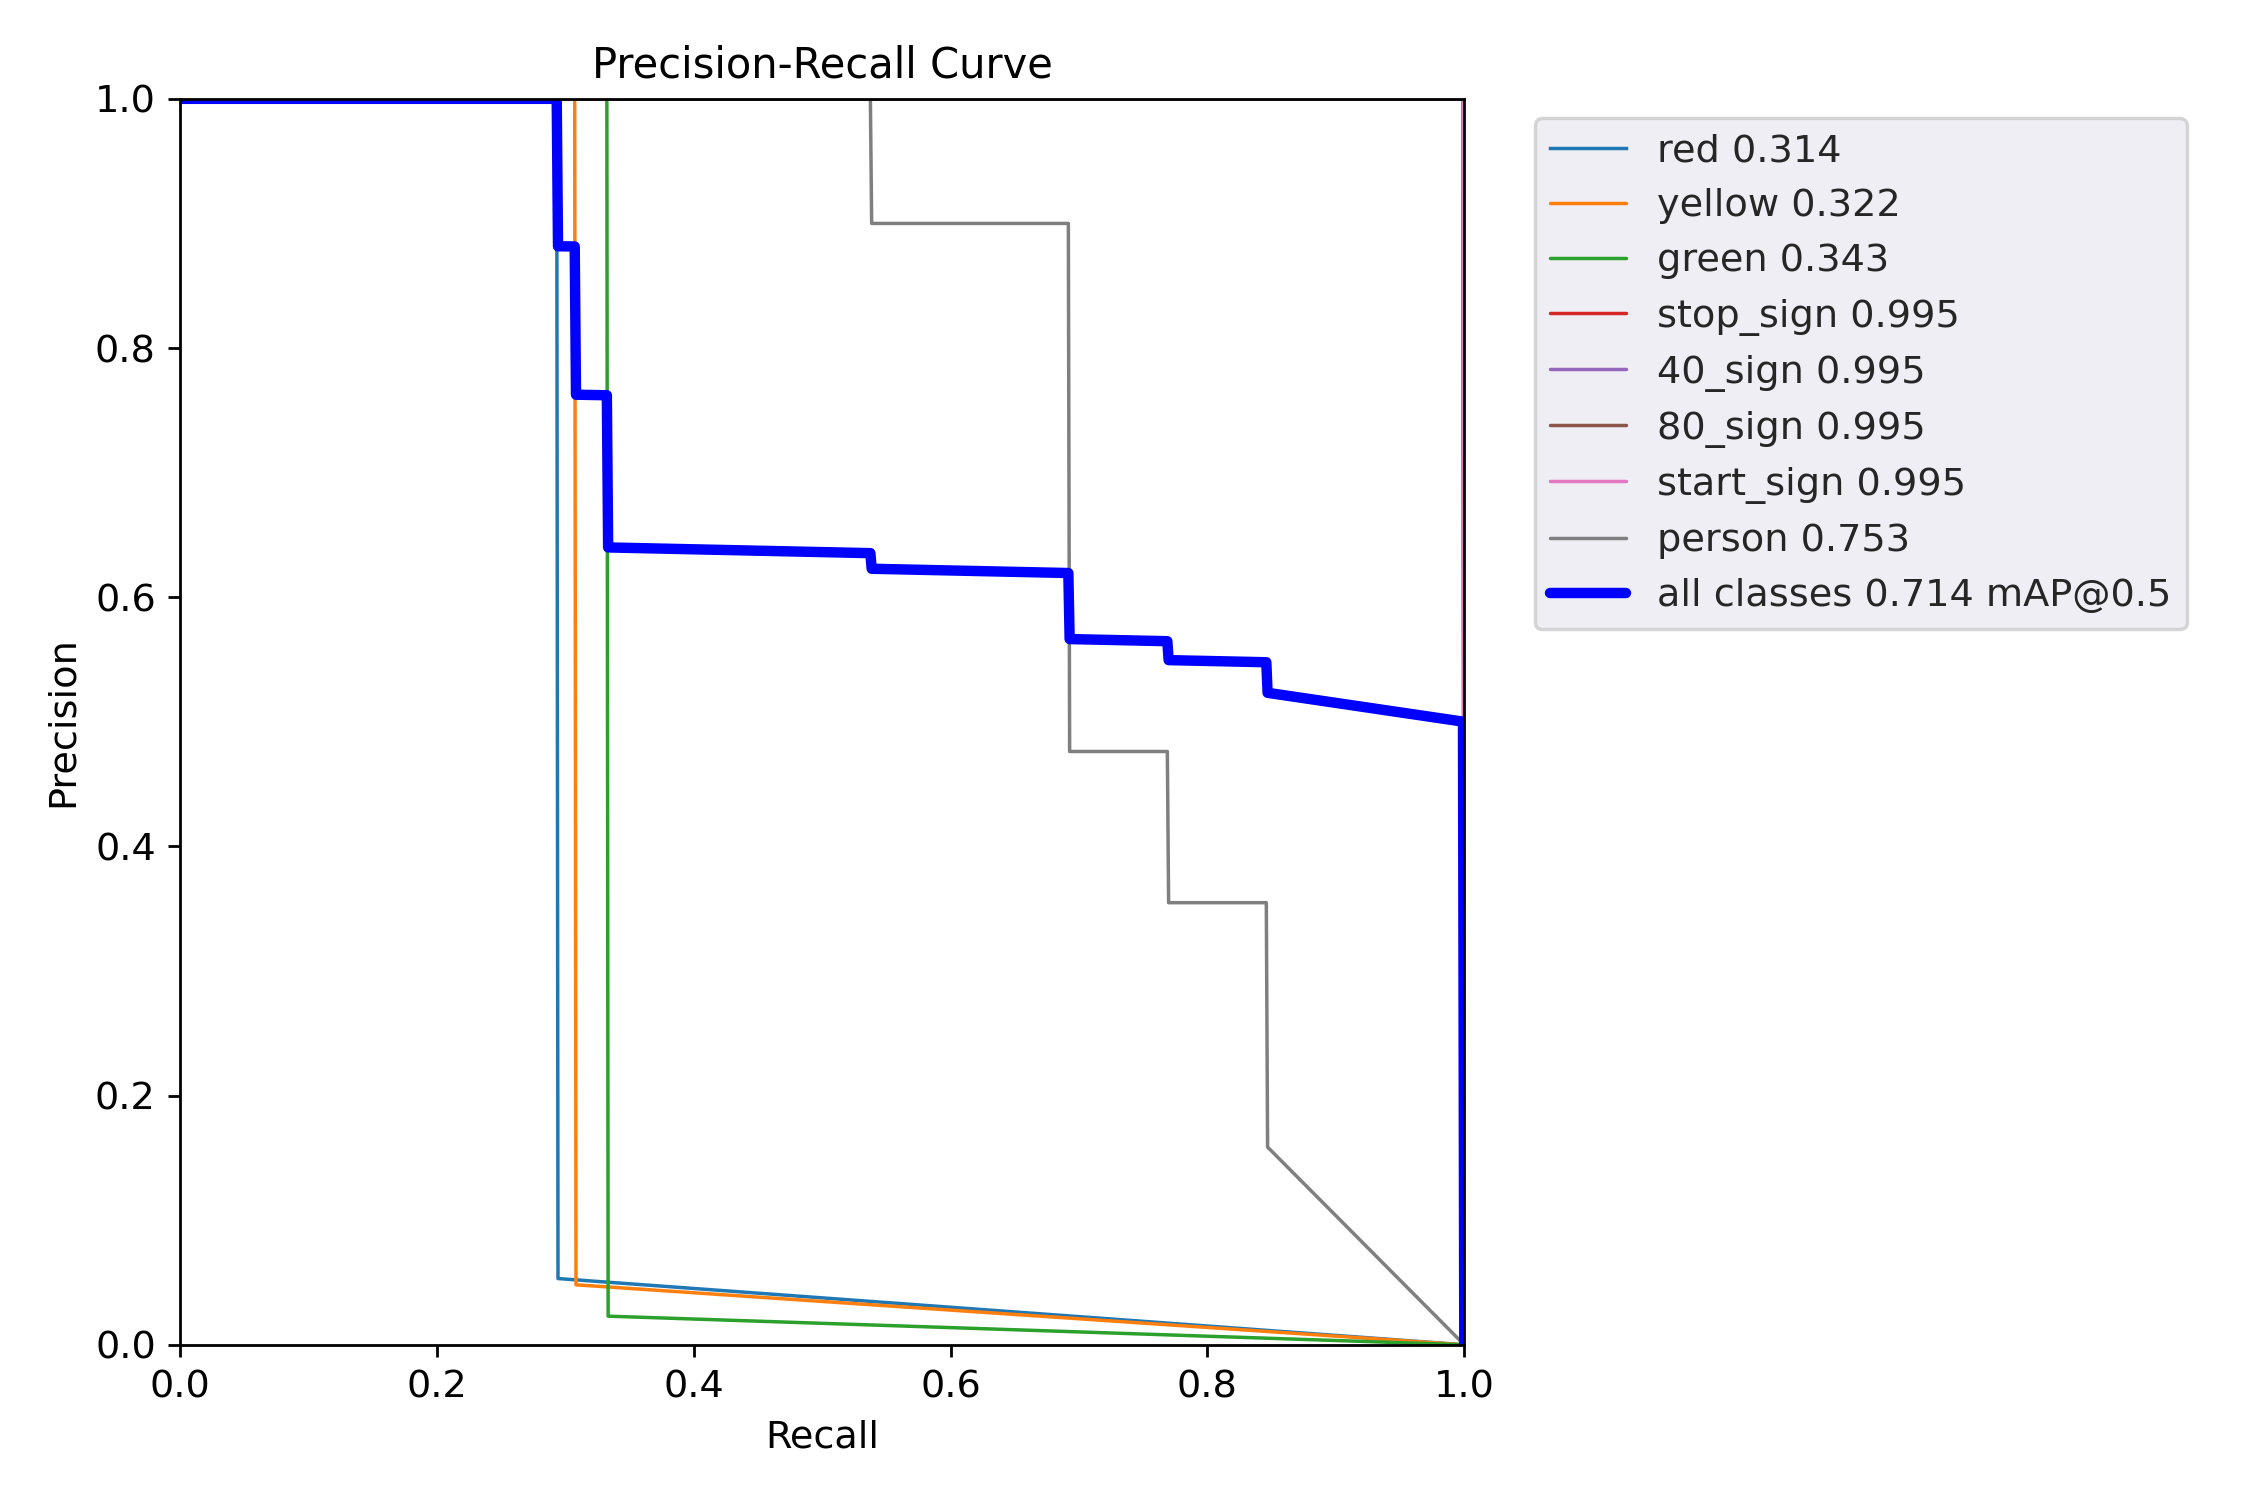 Precision-Recall Curve
1.0
0.8
0.6
0.4
0.2
0.0
Precision
0.0 0.2 0.4 0.6 0.8 1.0
Recall
red 0.314
yellow 0.322
green 0.343
stop_sign 0.995
40_sign 0.995
80_sign 0.995
start_sign 0.995
person 0.753
all classes 0.714 mAP@0.5